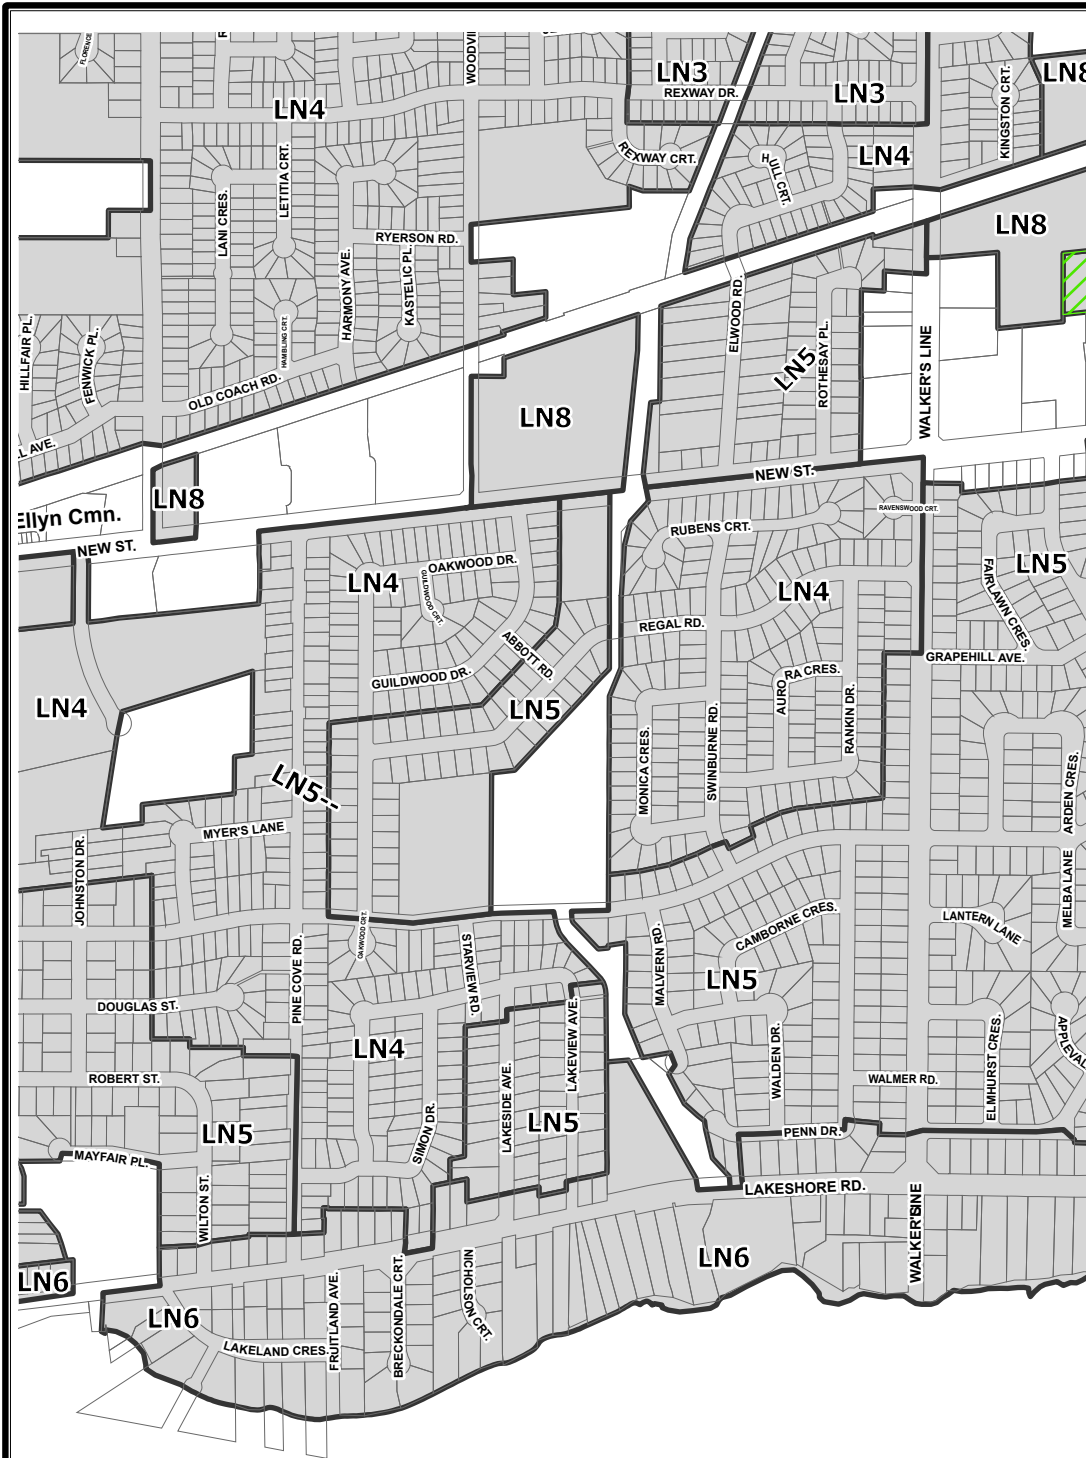 FLORENCE
R
WOODVI
LN3
REXWAY DR.
LN3
LN8
KINGSTON CRT.
LN4
LETITIA CRT.
REXWAY CRT.
HULL CRT.
LN4
LANI CRES.
RYERSON RD.
LN8
HARMONY AVE.
KASTELIC PL.
ELWOOD RD.
HILLFAIR PL.
FENWICK PL.
HAMBLING CRT.
OLD COACH RD.
LN5
ROTHESAY PL.
WALKER'S LINE
LN8
L AVE.
LN8
NEW ST.
Ellyn Cmn.
NEW ST.
RAVENSWOOD CRT.
RUBENS CRT.
LN4
OAKWOOD DR.
GUILDWOOD CRT.
LN4
FAIRLAWN CRES.
LN5
REGAL RD.
ABBOTT RD.
GRAPEHILL AVE.
GUILDWOOD DR.
AURORA CRES.
LN4
LN5
MONICA CRES.
SWINBURNE RD.
RANKIN DR.
LN5--
ARDEN CRES.
MYER'S LANE
JOHNSTON DR.
MELBA LANE
OAKWOOD CRT.
CAMBORNE CRES.
LANTERN LANE
PINE COVE RD.
STARVIEW RD.
MALVERN RD.
LN5
DOUGLAS ST.
LN4
LAKEVIEW AVE.
WALDEN DR.
ELMHURST CRES.
APPLEVAL
ROBERT ST.
LAKESIDE AVE.
WALMER RD.
LN5
SIMON DR.
LN5
PENN DR.
MAYFAIR PL.
LAKESHORE RD.
WILTON ST.
WALKER'S LINE
LN6
LN6
NICHOLSON CRT.
BRECKONDALE CRT.
FRUITLAND AVE.
LN6
LAKELAND CRES.